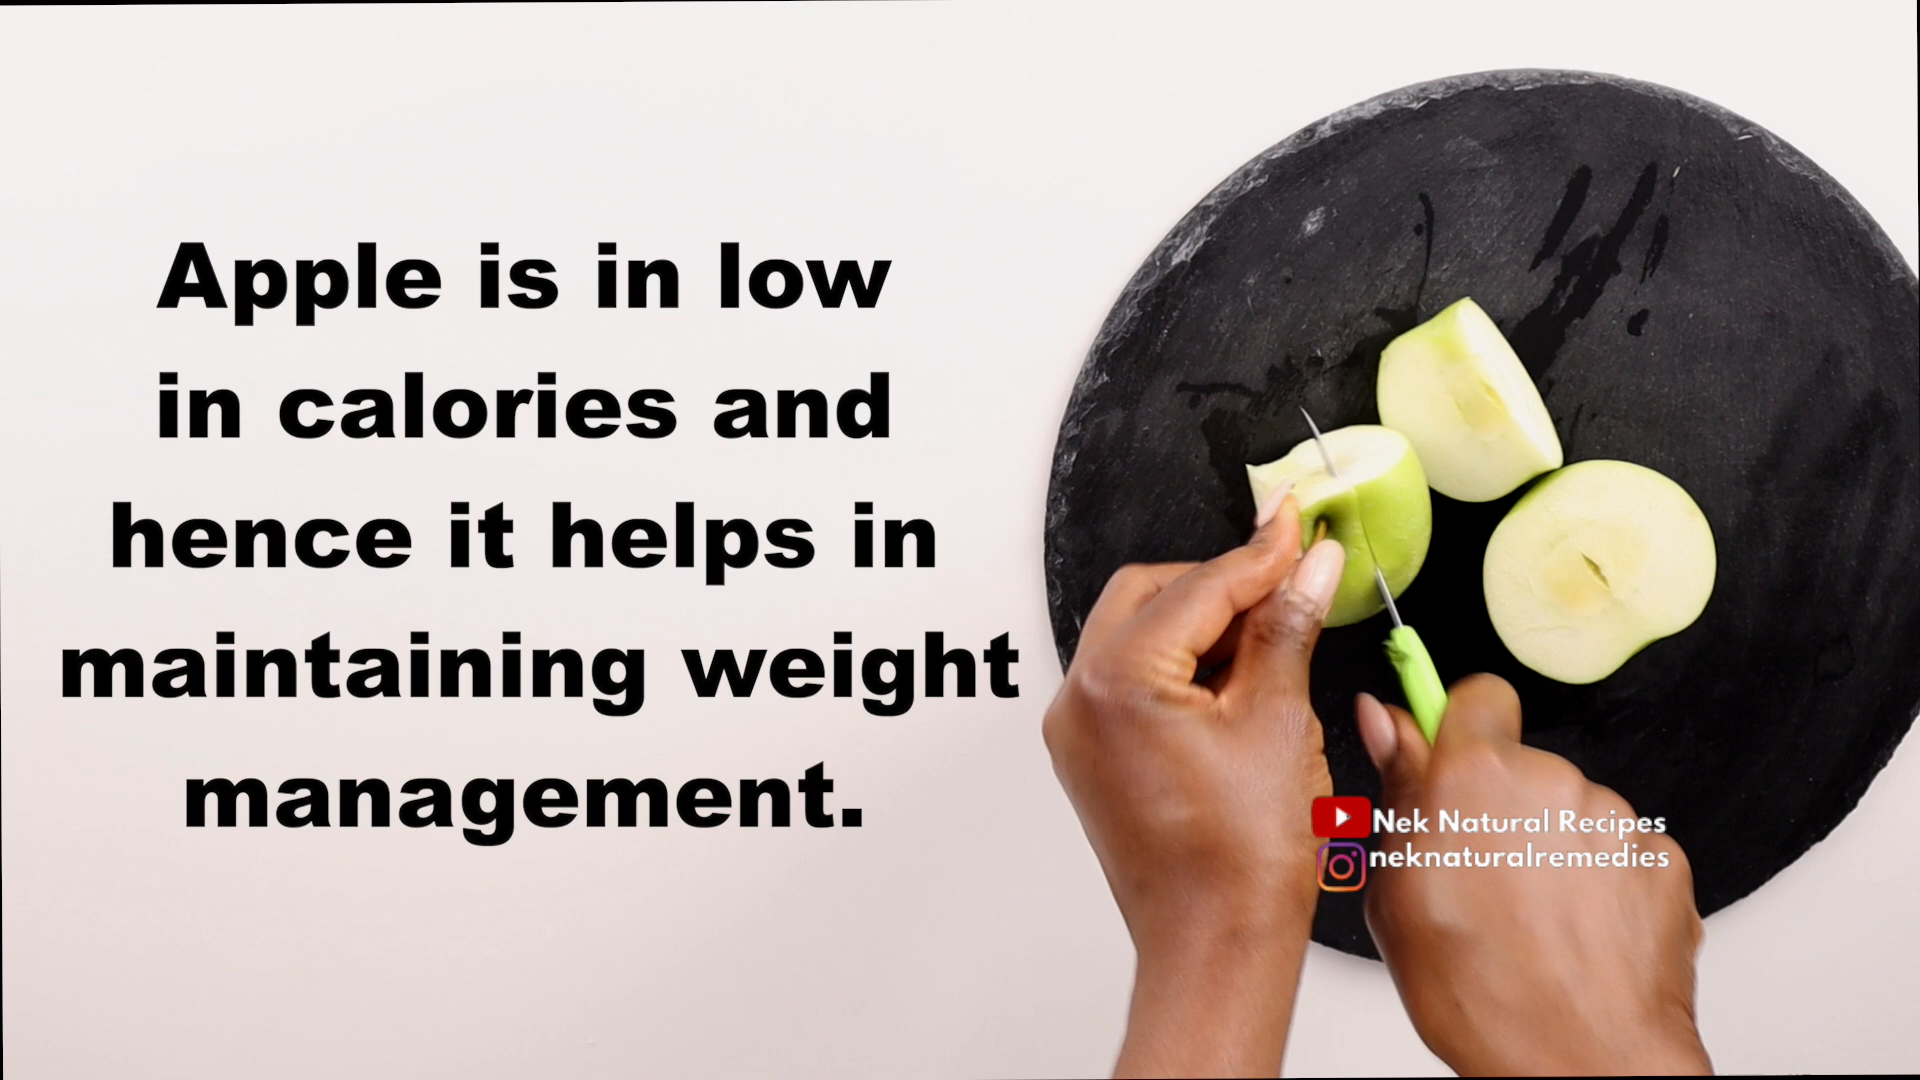 Apple is in low
in calories and
hence it helps in
maintaining weight
management.
Nek Natural Recipes
neknaturalremedies